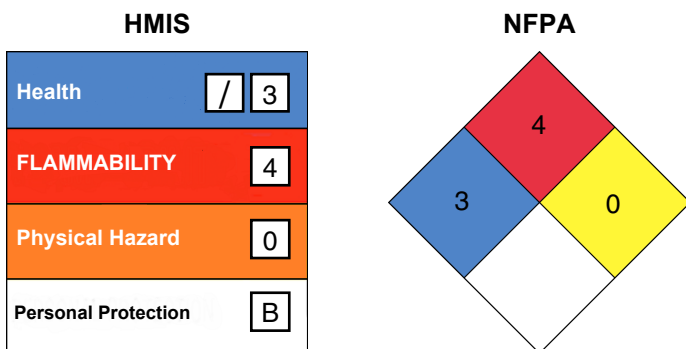 HMIS
NFPA
Health / 3
FLAMMABILITY 4
Physical Hazard 0
Personal Protection B
4
3 0